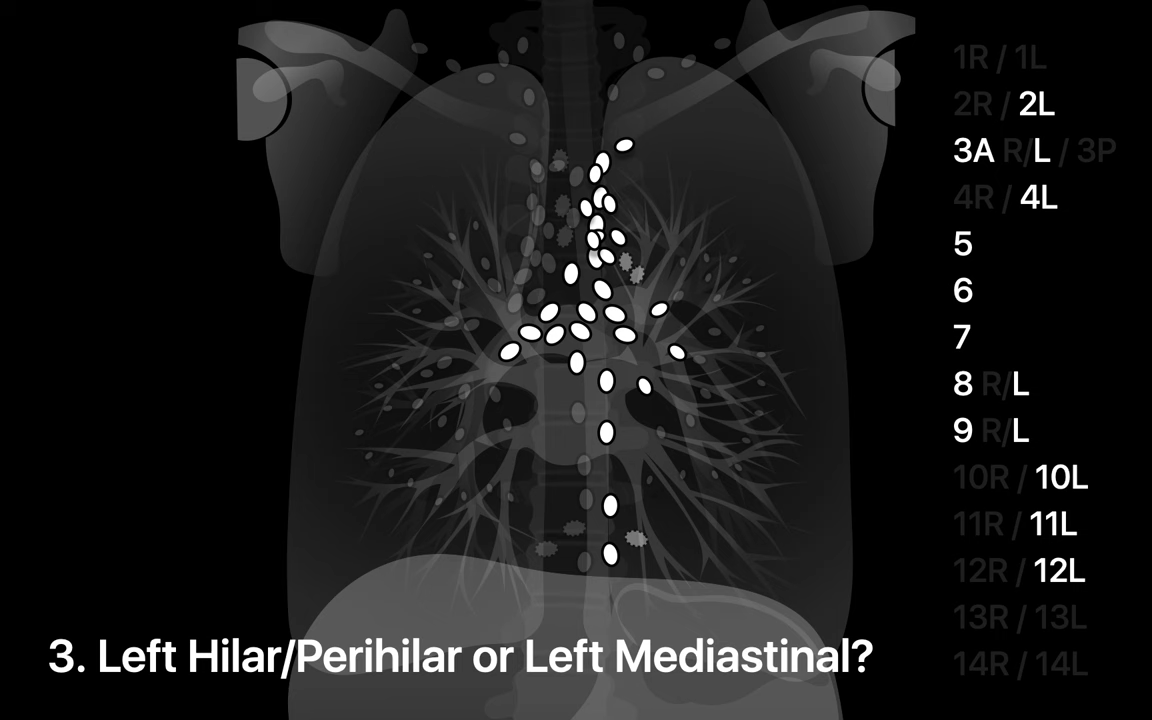 1R / 1L
2R / 2L
3A R/L / 3P
4R / 4L
5
6
7
8 R/L
9 R/L
10R / 10L
11R / 11L
12R / 12L
13R / 13L
14R / 14L
3. Left Hilar/Perihilar or Left Mediastinal?